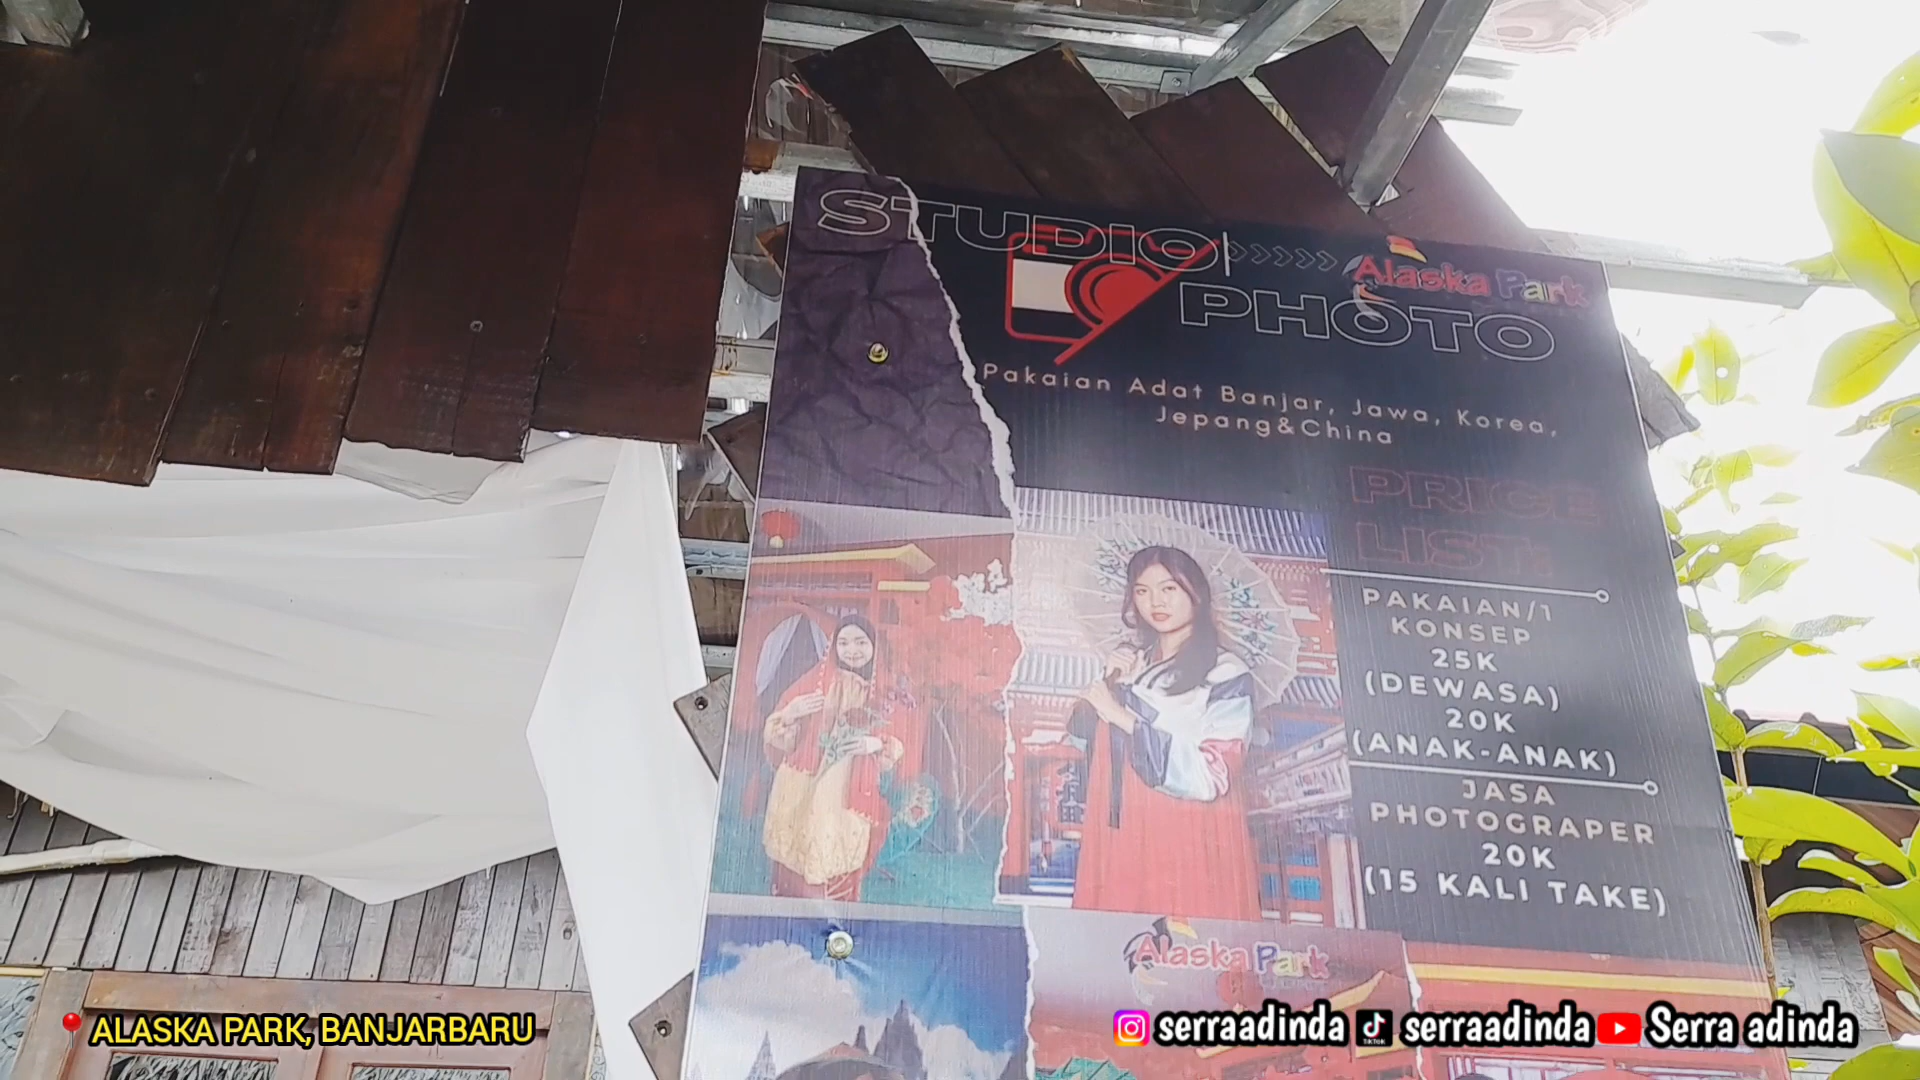 STUDIO
PHOTO
Alaska Park
Pakaian Adat Banjar, Jawa, Korea,
Jepang&China
PRICE
LIST:
PAKAIAN/1
KONSEP
25K
(DEWASA)
20K
(ANAK-ANAK)
JASA
PHOTOGRAPER
20K
(15 KALI TAKE)
Alaska Park
ALASKA PARK, BANJARBARU
serraadinda serraadinda Serra adinda